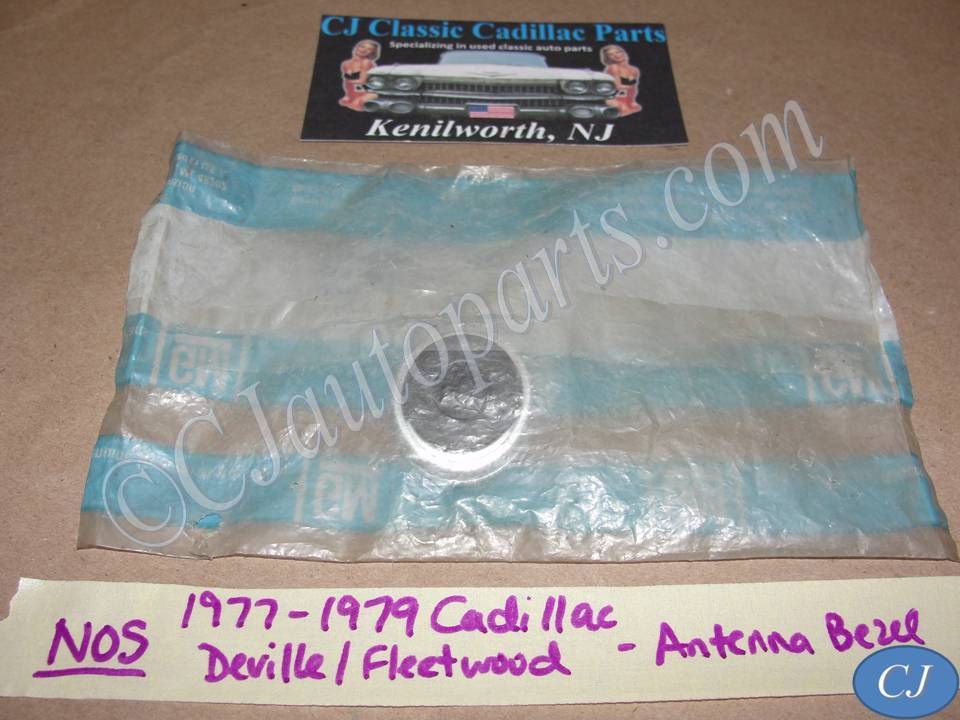 CJ Classic Cadillac Parts
Specializing in used classic auto parts
Kenilworth, NJ
©CJautoparts.com
GM
GM
GM
GM
NOS 1977-1979 Cadillac
Deville/Fleetwood - Antenna Bezel
CJ